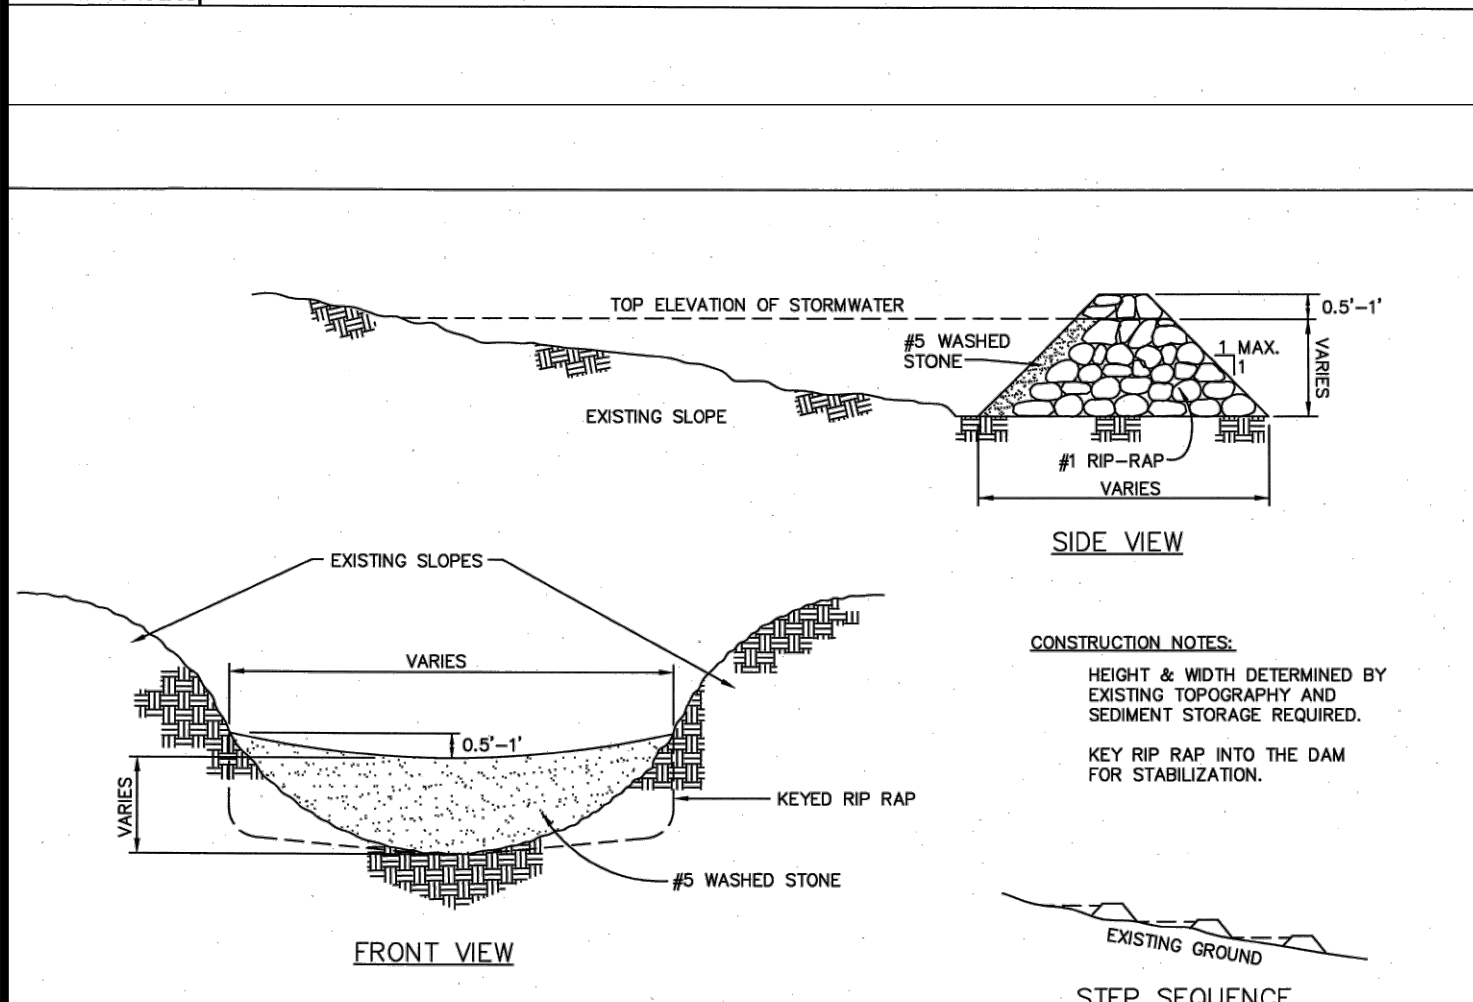 TOP ELEVATION OF STORMWATER
0.5'-1'
#5 WASHED
STONE
1 MAX.
1
VARIES
EXISTING SLOPE
#1 RIP-RAP
VARIES
SIDE VIEW
EXISTING SLOPES
VARIES
0.5'-1'
VARIES
KEYED RIP RAP
#5 WASHED STONE
FRONT VIEW
CONSTRUCTION NOTES:
HEIGHT & WIDTH DETERMINED BY
EXISTING TOPOGRAPHY AND
SEDIMENT STORAGE REQUIRED.
KEY RIP RAP INTO THE DAM
FOR STABILIZATION.
EXISTING GROUND
STEP SEQUENCE